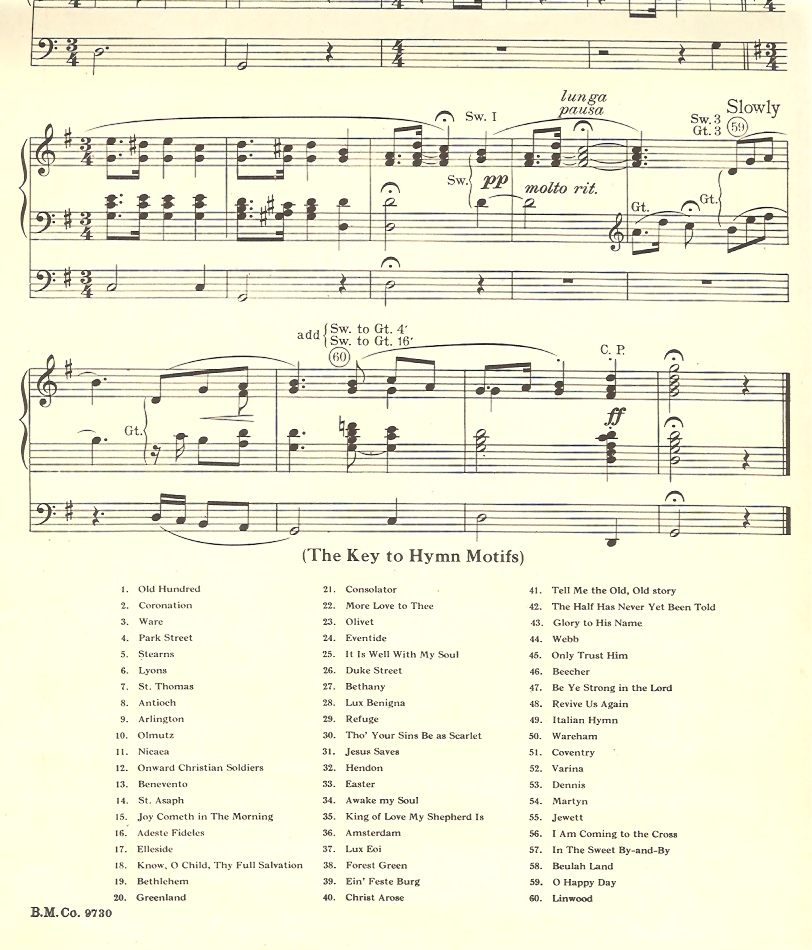 lunga
pausa
Sw. I
Sw. 3
Gt. 3
Slowly
59
Sw.
pp
molto rit.
Gt.
Gt.
add
Sw. to Gt. 4′
Sw. to Gt. 16′
60
C. P.
Gt.
ff
(The Key to Hymn Motifs)
1. Old Hundred
2. Coronation
3. Ware
4. Park Street
5. Stearns
6. Lyons
7. St. Thomas
8. Antioch
9. Arlington
10. Olmutz
11. Nicaea
12. Onward Christian Soldiers
13. Benevento
14. St. Asaph
15. Joy Cometh in The Morning
16. Adeste Fideles
17. Elleside
18. Know, O Child, Thy Full Salvation
19. Bethlehem
20. Greenland
21. Consolator
22. More Love to Thee
23. Olivet
24. Eventide
25. It Is Well With My Soul
26. Duke Street
27. Bethany
28. Lux Benigna
29. Refuge
30. Tho' Your Sins Be as Scarlet
31. Jesus Saves
32. Hendon
33. Easter
34. Awake my Soul
35. King of Love My Shepherd Is
36. Amsterdam
37. Lux Eoi
38. Forest Green
39. Ein' Feste Burg
40. Christ Arose
41. Tell Me the Old, Old story
42. The Half Has Never Yet Been Told
43. Glory to His Name
44. Webb
45. Only Trust Him
46. Beecher
47. Be Ye Strong in the Lord
48. Revive Us Again
49. Italian Hymn
50. Wareham
51. Coventry
52. Varina
53. Dennis
54. Martyn
55. Jewett
56. I Am Coming to the Cross
57. In The Sweet By-and-By
58. Beulah Land
59. O Happy Day
60. Linwood
B.M.Co. 9730